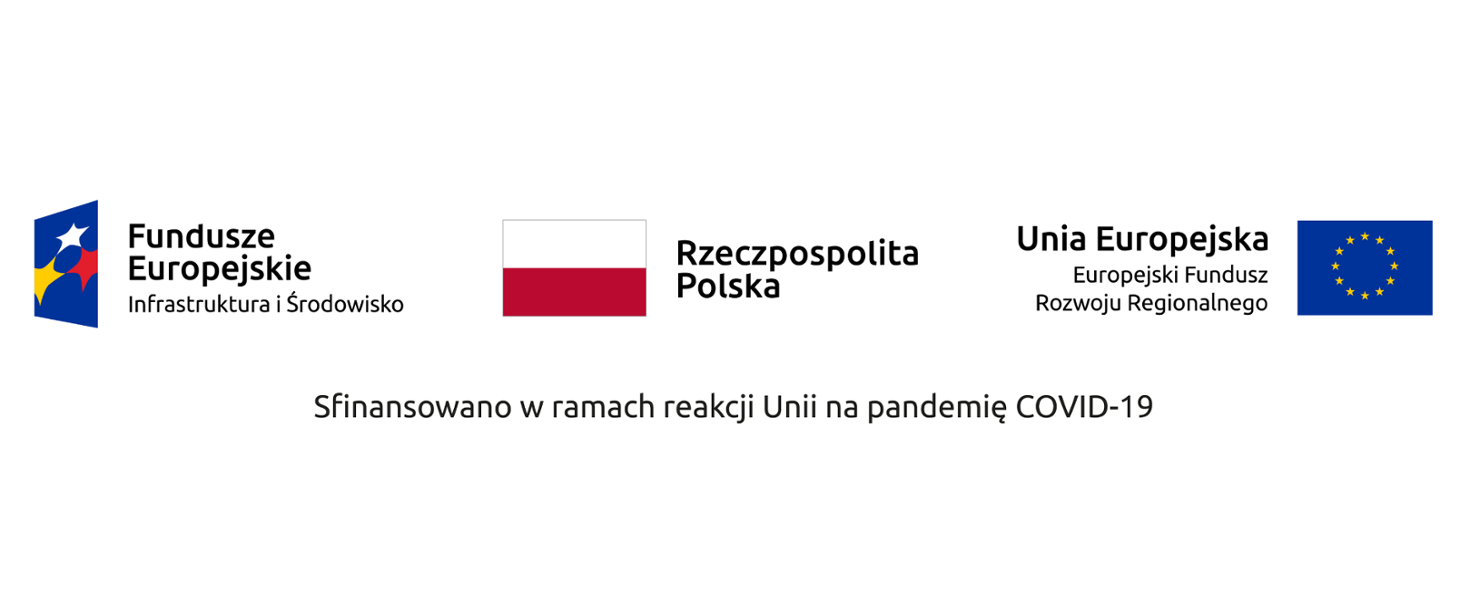 Fundusze
Europejskie
Infrastruktura i Środowisko
Rzeczpospolita
Polska
Unia Europejska
Europejski Fundusz
Rozwoju Regionalnego
Sfinansowano w ramach reakcji Unii na pandemię COVID-19